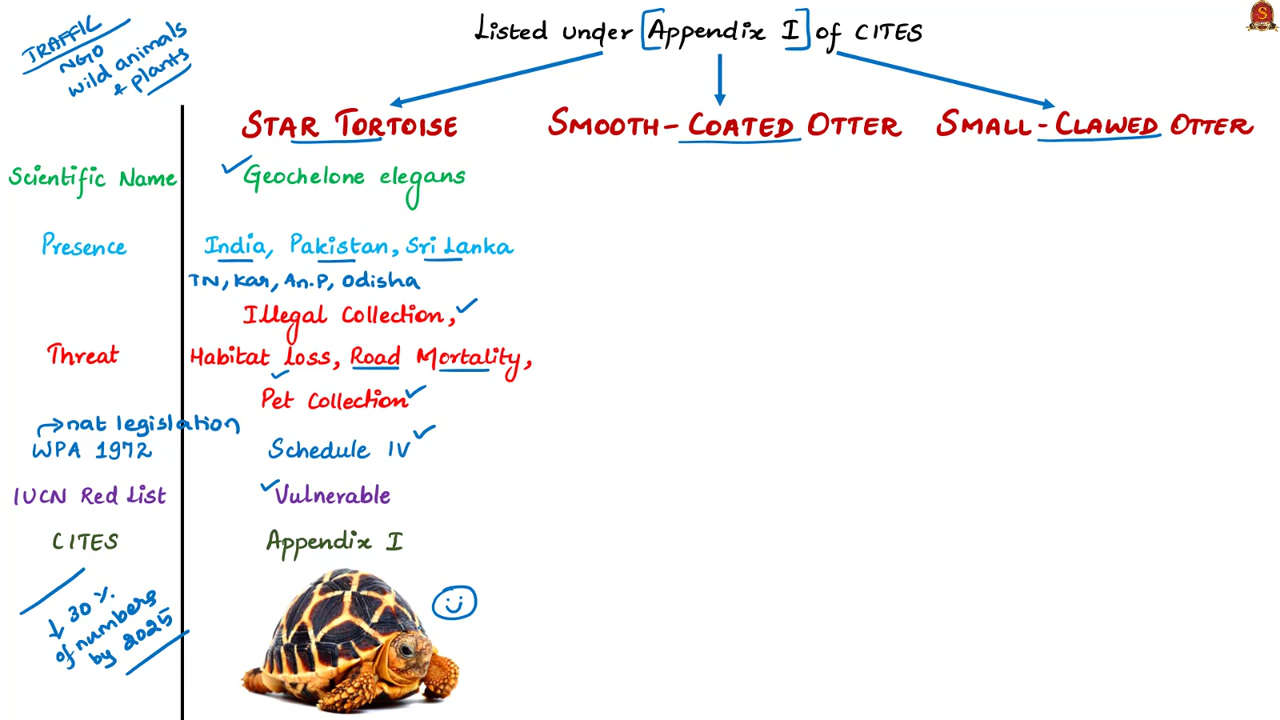 Listed under [Appendix I] of CITES
TRAFFIC
NGO
wild animals
& plants
STAR TORTOISE
SMOOTH-COATED OTTER
SMALL-CLAWED OTTER
Scientific Name
Geochelone elegans
Presence
India, Pakistan, Sri Lanka
TN, Kar, An.P, Odisha
Threat
Illegal Collection,
Habitat Loss, Road Mortality,
Pet Collection
→nat legislation
WPA 1972
Schedule IV
IUCN Red List
Vulnerable
CITES
Appendix I
↓ 30%
of numbers
by 2025
S